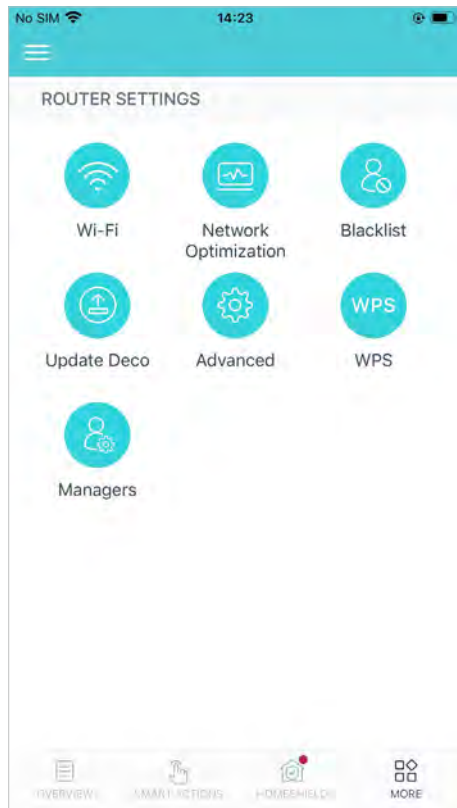 No SIM 14:23
ROUTER SETTINGS
Wi-Fi Network Optimization Blacklist
Update Deco Advanced WPS WPS
Managers
OVERVIEW SMART ACTIONS HOMESHIELD MORE